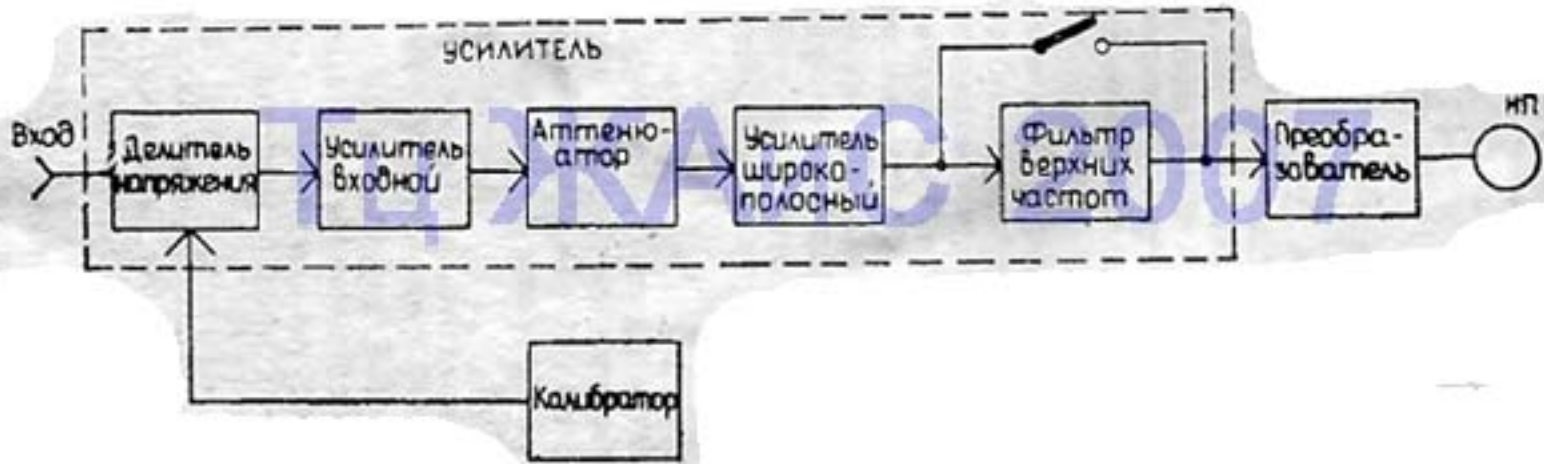 УСИЛИТЕЛЬ
Вход
Делитель
напряжения
Усилитель
входной
Аттеню-
атор
Усилитель
широко-
полосный
Фильтр
верхних
частот
Преобра-
зователь
ИП
Калибратор
ТЦ ЖАиС 2007